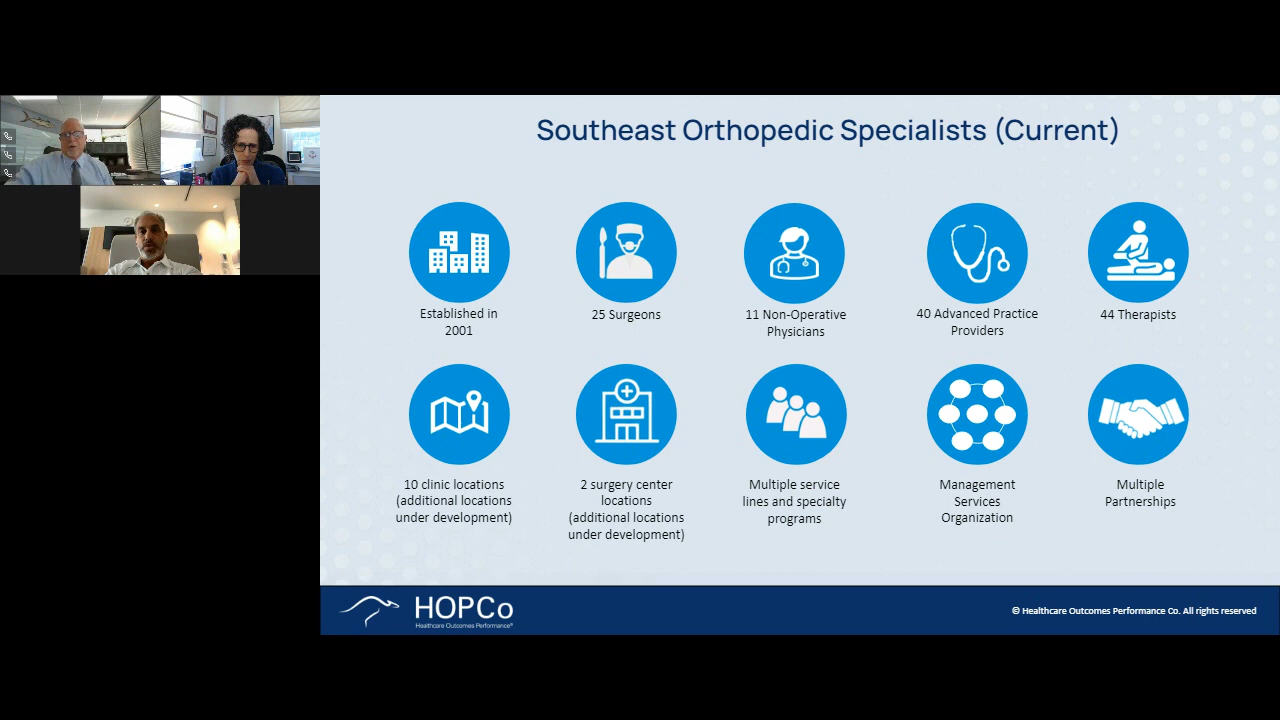 Southeast Orthopedic Specialists (Current)
Established in
2001
25 Surgeons
11 Non-Operative
Physicians
40 Advanced Practice
Providers
44 Therapists
10 clinic locations
(additional locations
under development)
2 surgery center
locations
(additional locations
under development)
Multiple service
lines and specialty
programs
Management
Services
Organization
Multiple
Partnerships
HOPCo
Healthcare Outcomes Performance®
© Healthcare Outcomes Performance Co. All rights reserved